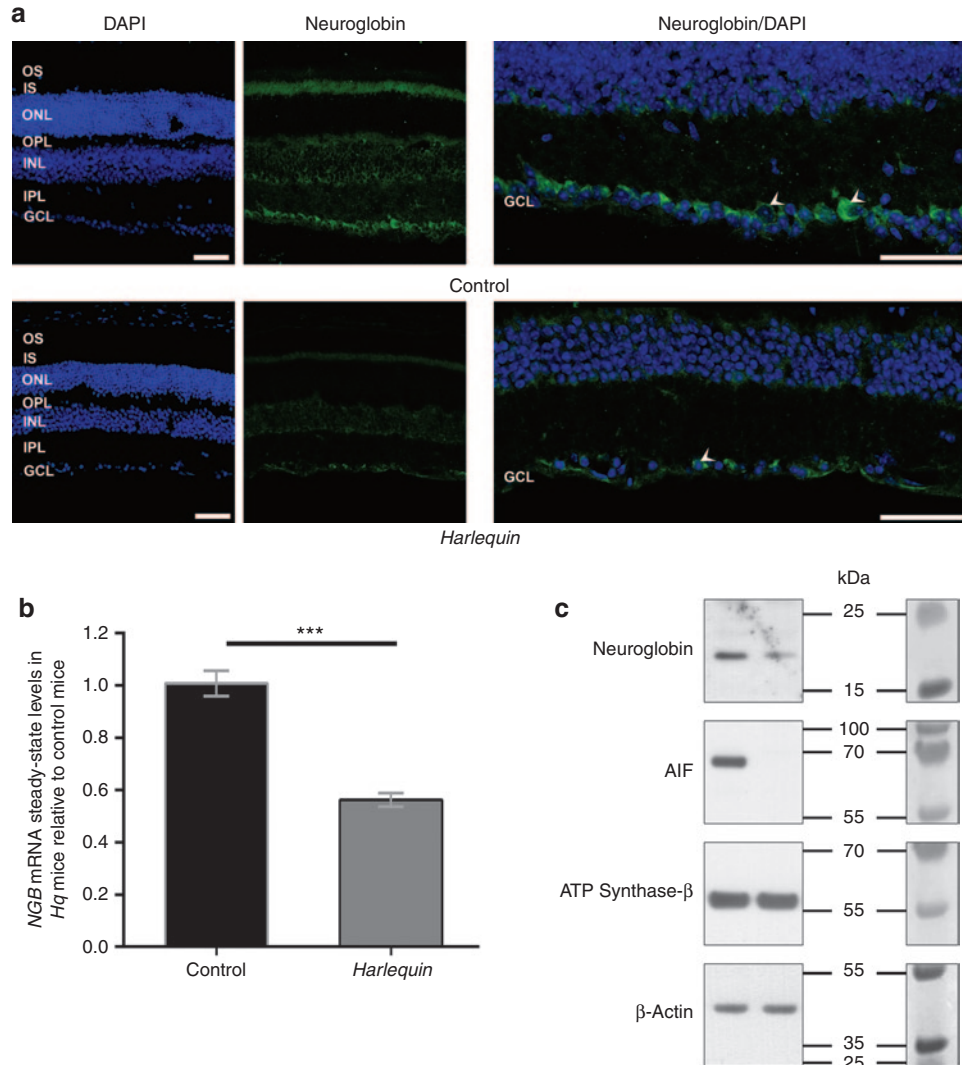 a
DAPI
Neuroglobin
Neuroglobin/DAPI
OS
IS
ONL
OPL
INL
IPL
GCL
GCL
Control
OS
IS
ONL
OPL
INL
IPL
GCL
GCL
Harlequin
b
NGB mRNA steady-state levels in
Hq mice relative to control mice
1.2
1.0
0.8
0.6
0.4
0.2
0.0
***
Control
Harlequin
c
kDa
Neuroglobin
25
15
AIF
100
70
55
ATP Synthase-β
70
55
β-Actin
55
35
25